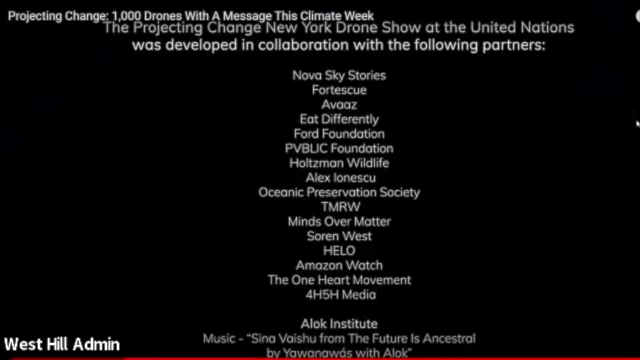 Projecting Change: 1,000 Drones With A Message This Climate Week
The Projecting Change New York Drone Show at the United Nations
was developed in collaboration with the following partners:
Nova Sky Stories
Fortescue
Avaaz
Eat Differently
Ford Foundation
PVBLIC Foundation
Holtzman Wildlife
Alex Ionescu
Oceanic Preservation Society
TMRW
Minds Over Matter
Soren West
HELO
Amazon Watch
The One Heart Movement
4H5H Media
Alok Institute
Music - “Sina Vaishu from The Future Is Ancestral
by Yawanawás with Alok”
West Hill Admin